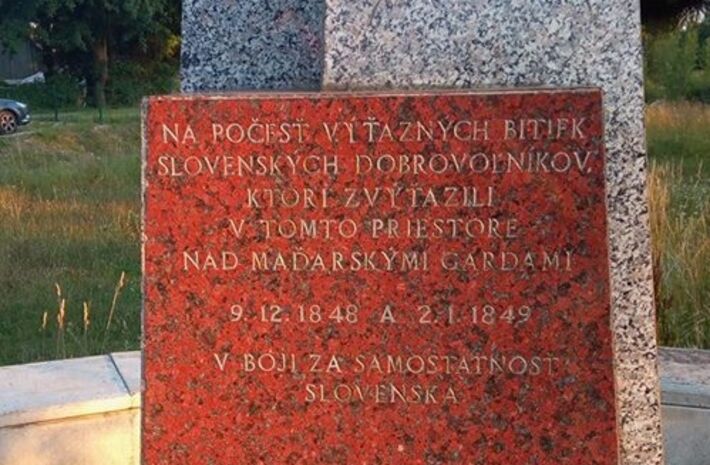 NA POČESŤ VÍŤAZNÝCH BITIEK
SLOVENSKÝCH DOBROVOĽNÍKOV,
KTORÍ ZVÝŤAZILI
V TOMTO PRIESTORE
NAD MAĎARSKÝMI GARDAMI
9.12.1848 A 2.1.1849
V BOJI ZA SAMOSTATNOSŤ
SLOVENSKA